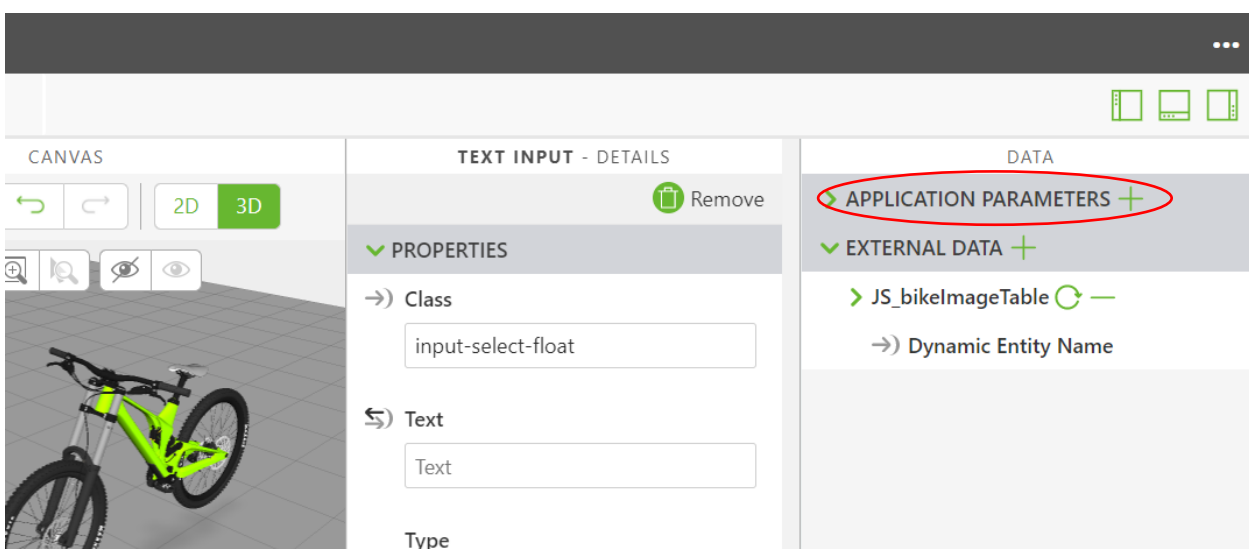 CANVAS
2D 3D
TEXT INPUT - DETAILS
Remove
PROPERTIES
Class
input-select-float
Text
Text
Type
DATA
APPLICATION PARAMETERS
EXTERNAL DATA
JS_bikeImageTable
Dynamic Entity Name